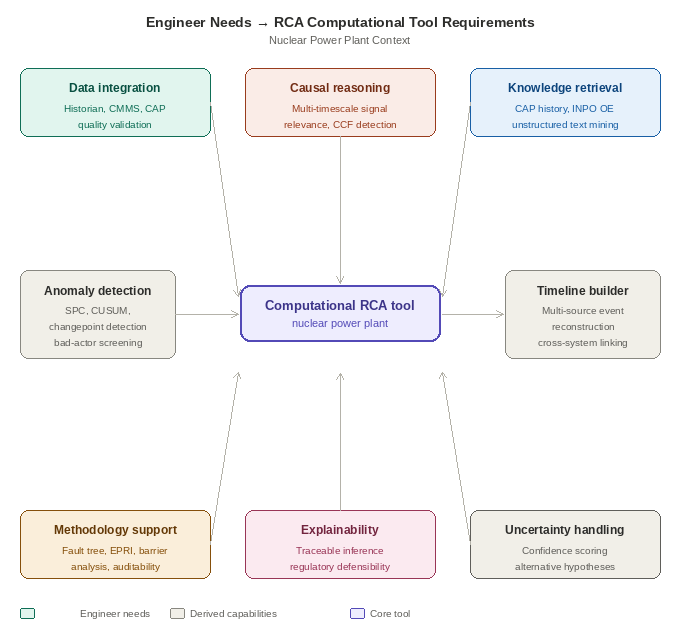 Engineer Needs → RCA Computational Tool Requirements
Nuclear Power Plant Context
Data integration
Historian, CMMS, CAP
quality validation
Causal reasoning
Multi-timescale signal
relevance, CCF detection
Knowledge retrieval
CAP history, INPO OE
unstructured text mining
Anomaly detection
SPC, CUSUM,
changepoint detection
bad-actor screening
Computational RCA tool
nuclear power plant
Timeline builder
Multi-source event
reconstruction
cross-system linking
Methodology support
Fault tree, EPRI, barrier
analysis, auditability
Explainability
Traceable inference
regulatory defensibility
Uncertainty handling
Confidence scoring
alternative hypotheses
Engineer needs
Derived capabilities
Core tool